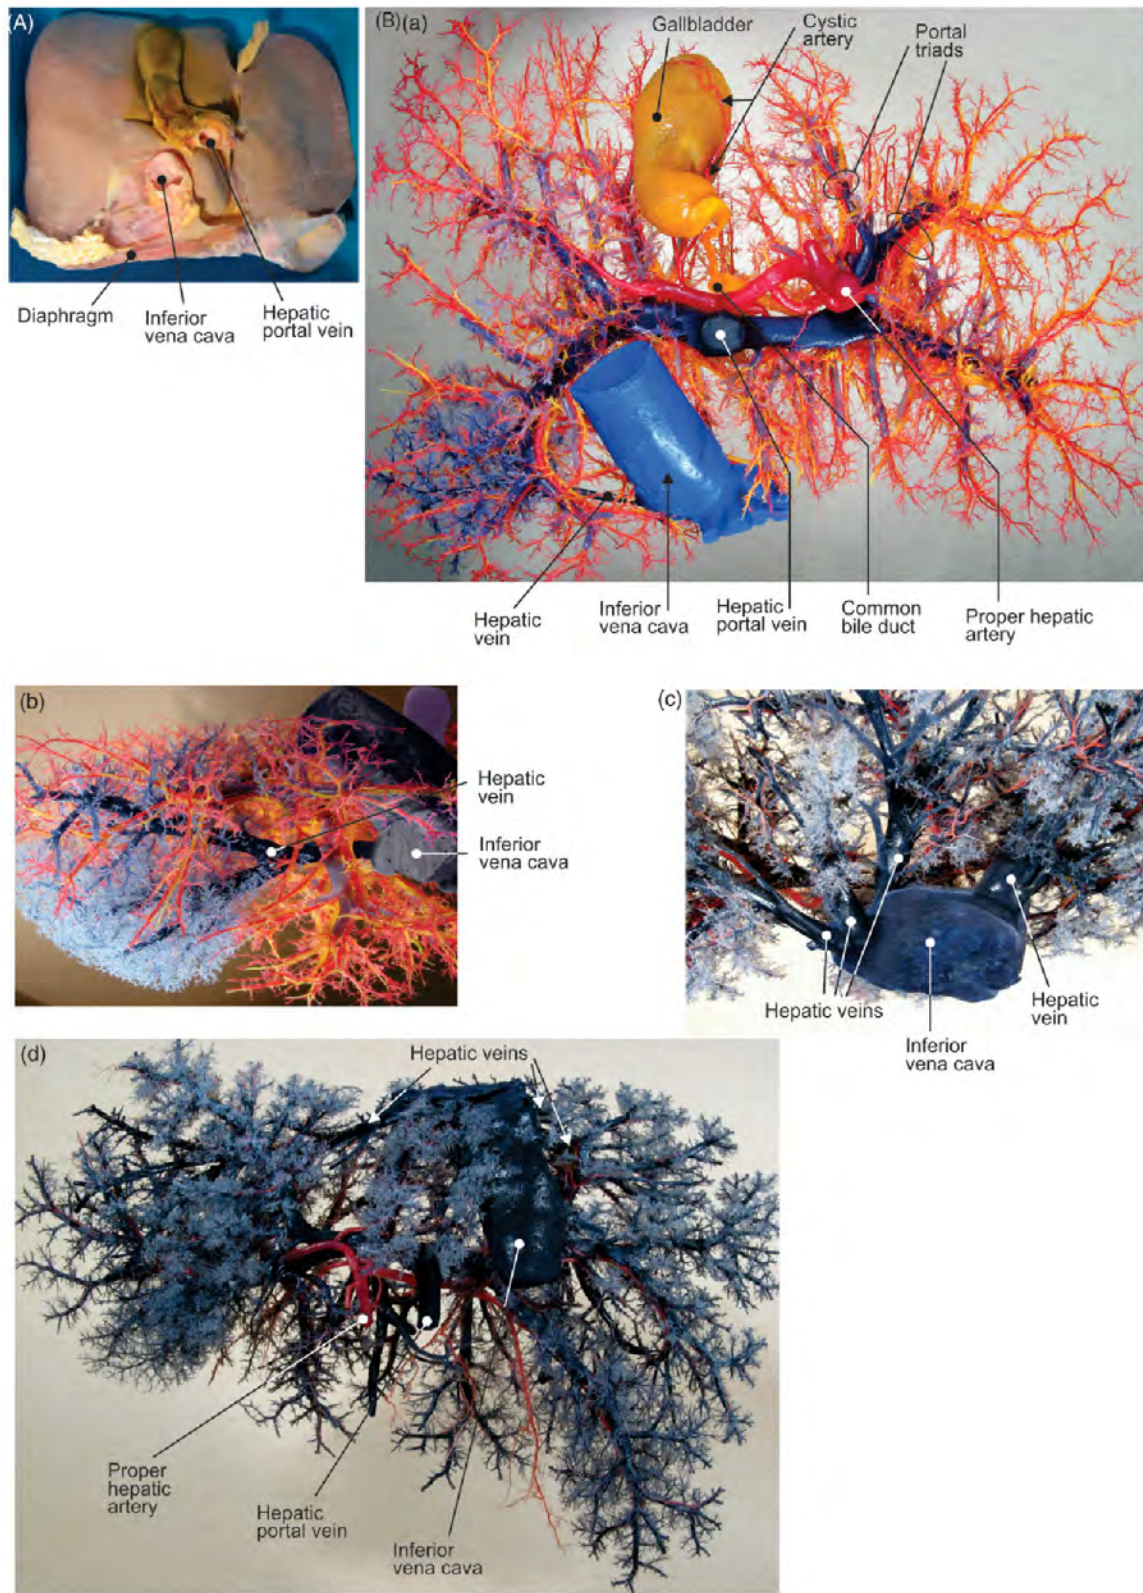 (A)
Diaphragm
Inferior
vena cava
Hepatic
portal vein
(B)
(a)
Gallbladder
Cystic
artery
Portal
triads
Hepatic
vein
Inferior
vena cava
Hepatic
portal vein
Common
bile duct
Proper hepatic
artery
(b)
Hepatic
vein
Inferior
vena cava
(c)
Hepatic veins
Inferior
vena cava
Hepatic
vein
(d)
Hepatic veins
Proper
hepatic
artery
Hepatic
portal vein
Inferior
vena cava